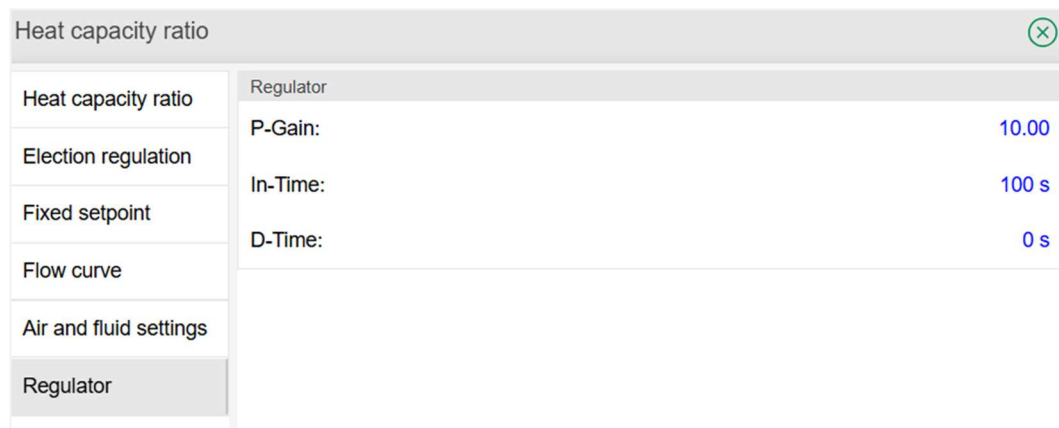 Heat capacity ratio
Heat capacity ratio
Election regulation
Fixed setpoint
Flow curve
Air and fluid settings
Regulator
Regulator
P-Gain: 10.00
In-Time: 100 s
D-Time: 0 s